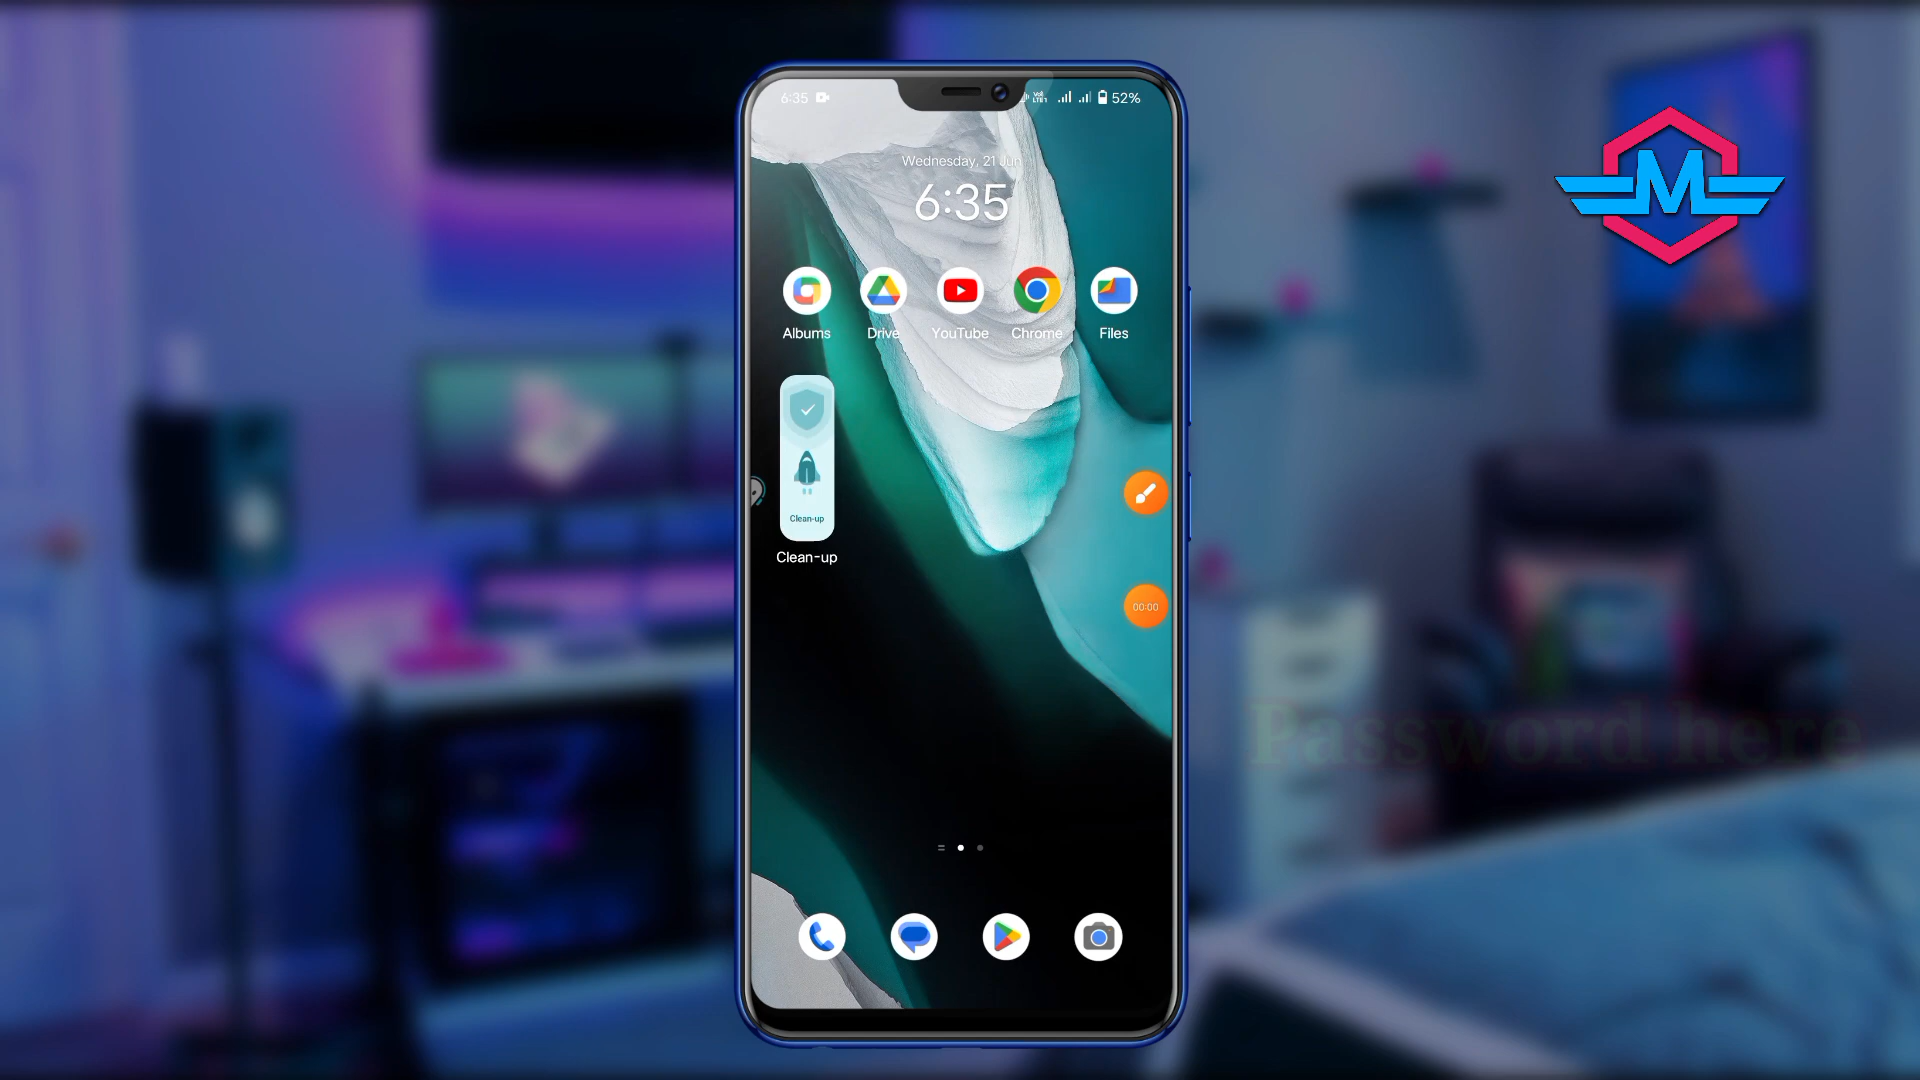 6:35
52%
Wednesday, 21 Jun
6:35
Albums
Drive
YouTube
Chrome
Files
Clean-up
Clean-up
00:00
Password here
M